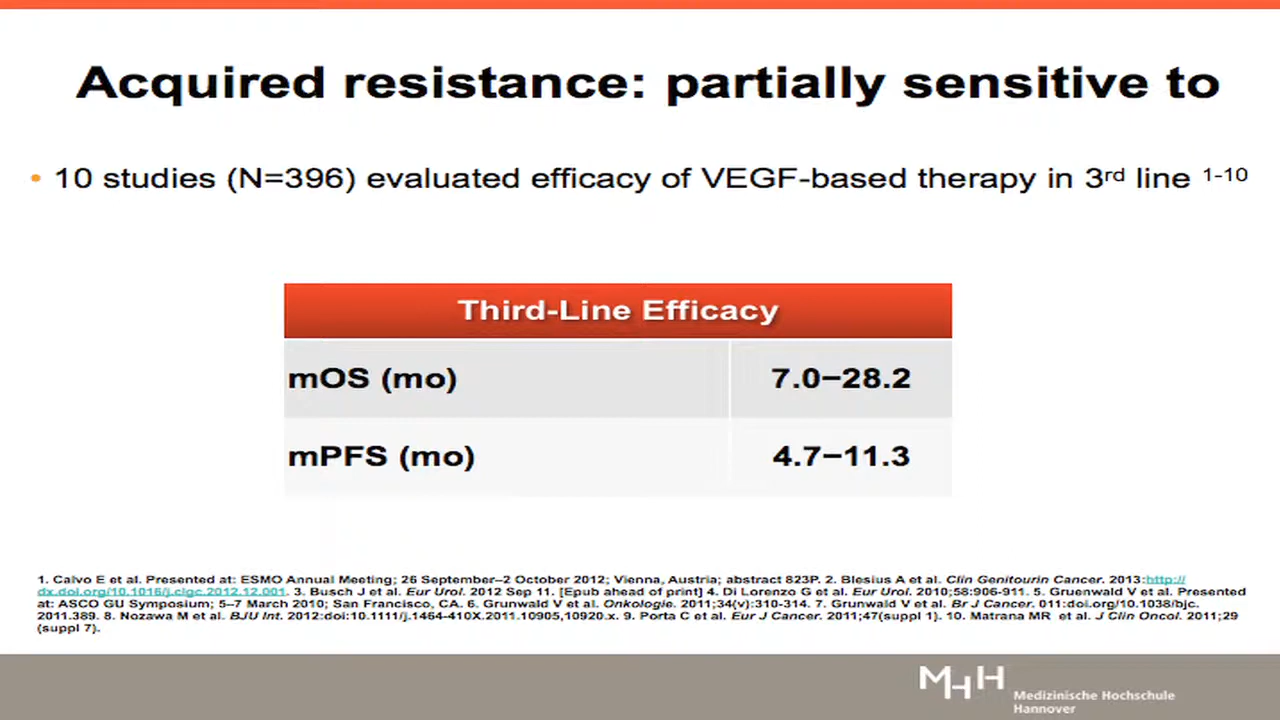 Acquired resistance: partially sensitive to
• 10 studies (N=396) evaluated efficacy of VEGF-based therapy in 3rd line 1-10
Third-Line Efficacy
mOS (mo) 7.0−28.2
mPFS (mo) 4.7−11.3
1. Calvo E et al. Presented at: ESMO Annual Meeting; 26 September–2 October 2012; Vienna, Austria; abstract 823P. 2. Blesius A et al. Clin Genitourin Cancer. 2013:http://
dx.doi.org/10.1016/j.clgc.2012.12.001. 3. Busch J et al. Eur Urol. 2012 Sep 11. [Epub ahead of print] 4. Di Lorenzo G et al. Eur Urol. 2010;58:906-911. 5. Gruenwald V et al. Presented
at: ASCO GU Symposium; 5–7 March 2010; San Francisco, CA. 6. Grunwald V et al. Onkologie. 2011;34(v):310-314. 7. Grunwald V et al. Br J Cancer. 011:doi.org/10.1038/bjc.
2011.389. 8. Nozawa M et al. BJU Int. 2012:doi:10.1111/j.1464-410X.2011.10905,10920.x. 9. Porta C et al. Eur J Cancer. 2011;47(suppl 1). 10. Matrana MR et al. J Clin Oncol. 2011;29
(suppl 7).
MHH
Medizinische Hochschule
Hannover